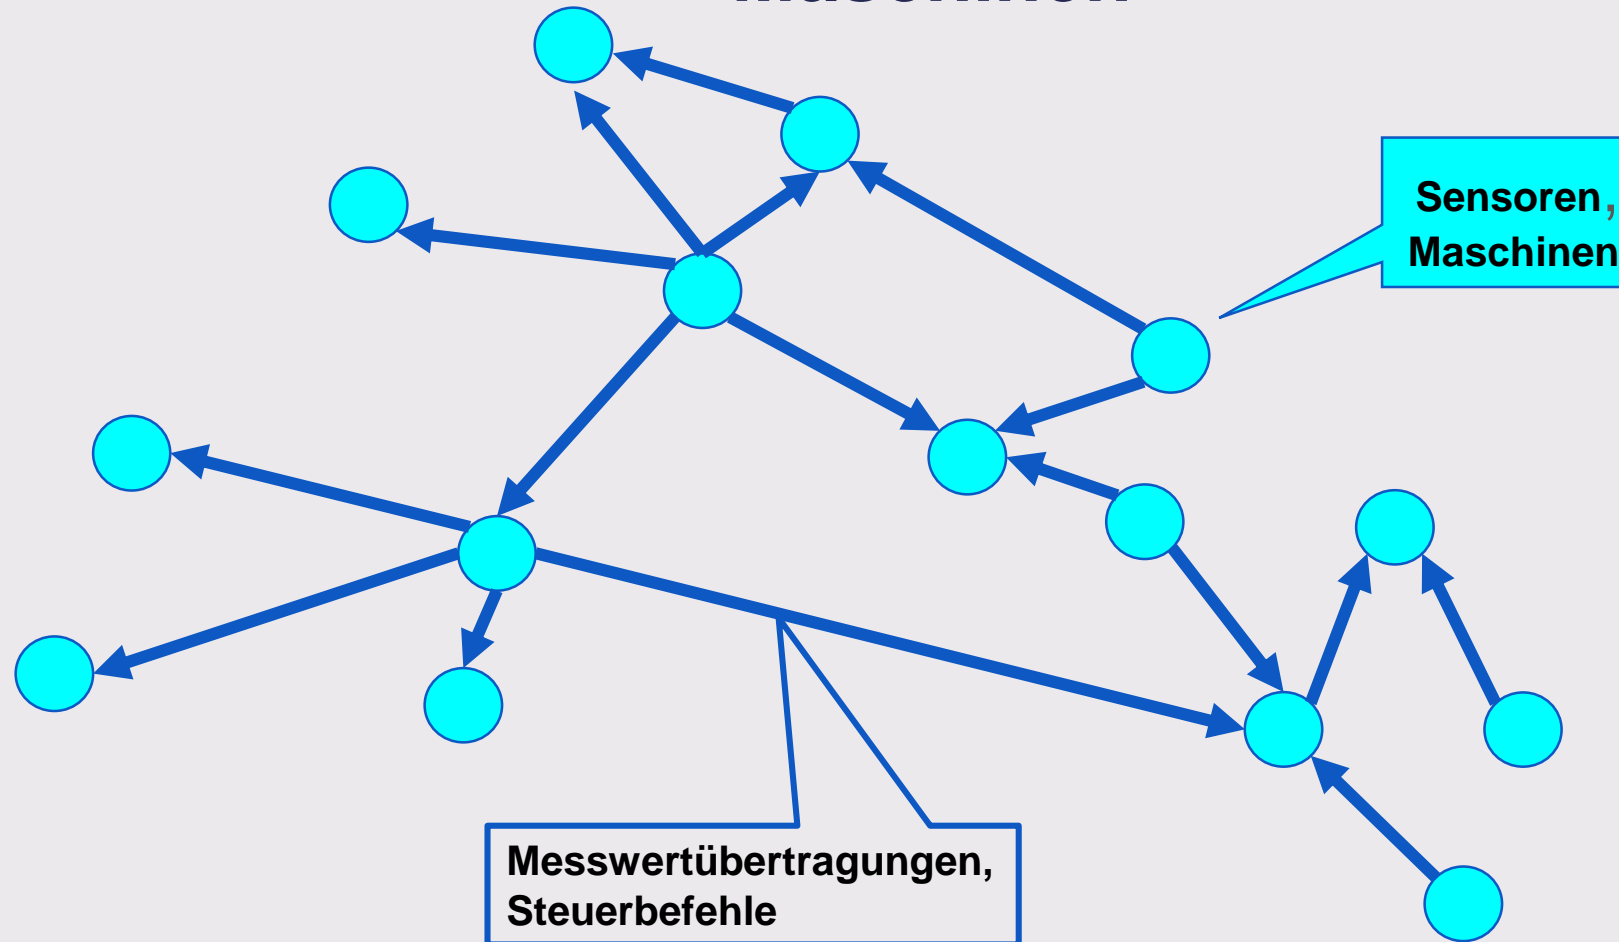 Sensoren,
Maschinen
Messwertübertragungen,
Steuerbefehle